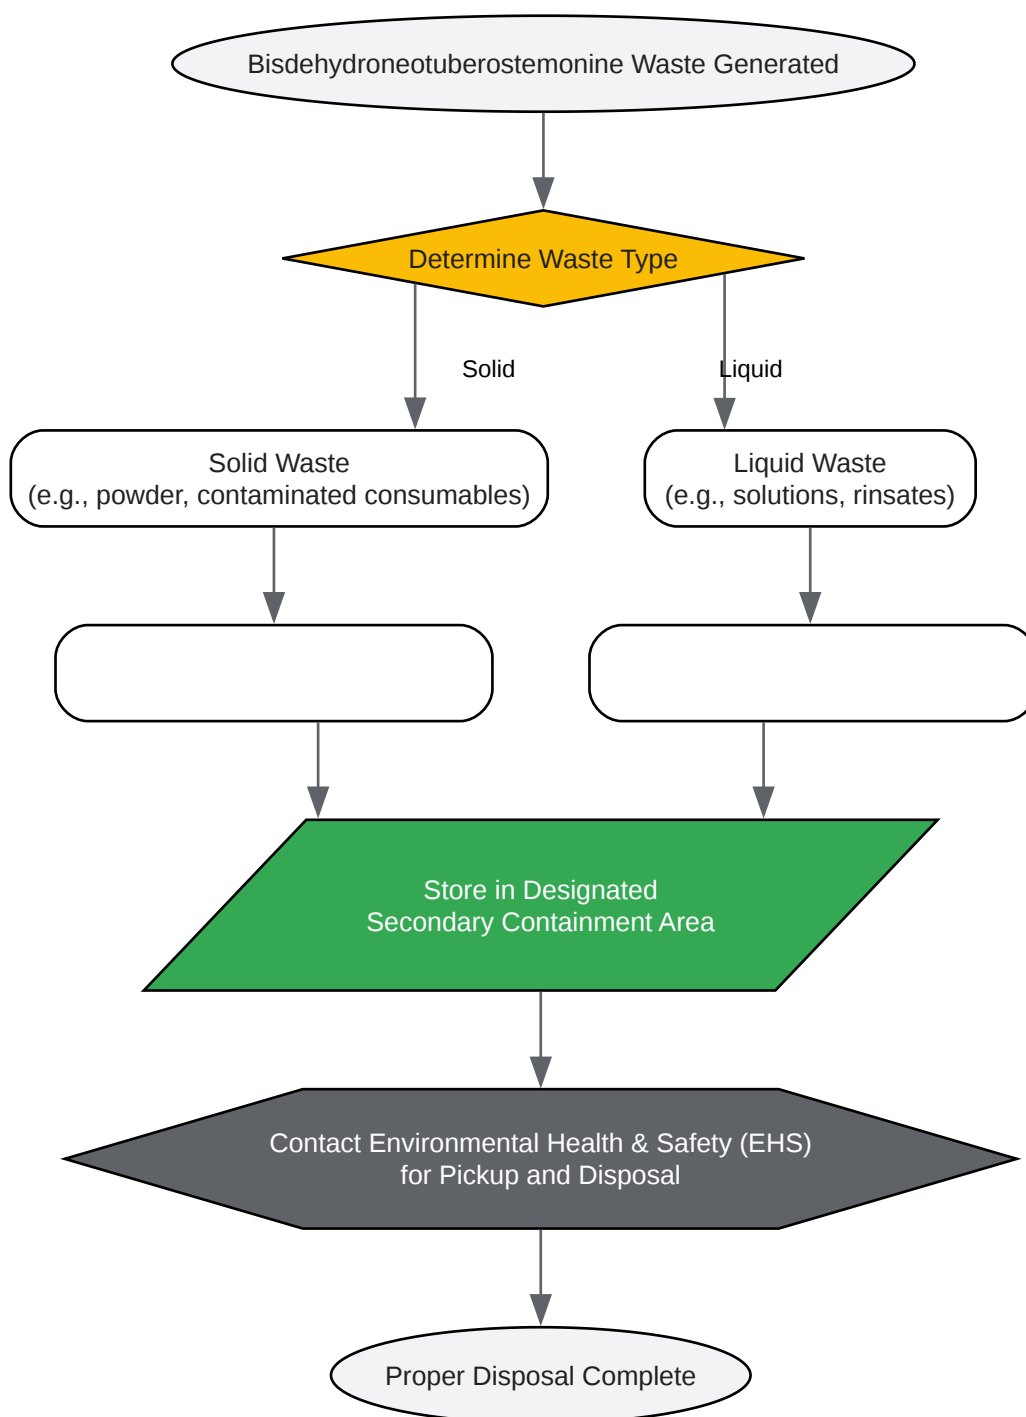 Bisdehydroneotuberostemonine Waste Generated
Determine Waste Type
Solid
Liquid
Solid Waste
(e.g., powder, contaminated consumables)
Liquid Waste
(e.g., solutions, rinsates)
Store in Designated
Secondary Containment Area
Contact Environmental Health & Safety (EHS)
for Pickup and Disposal
Proper Disposal Complete